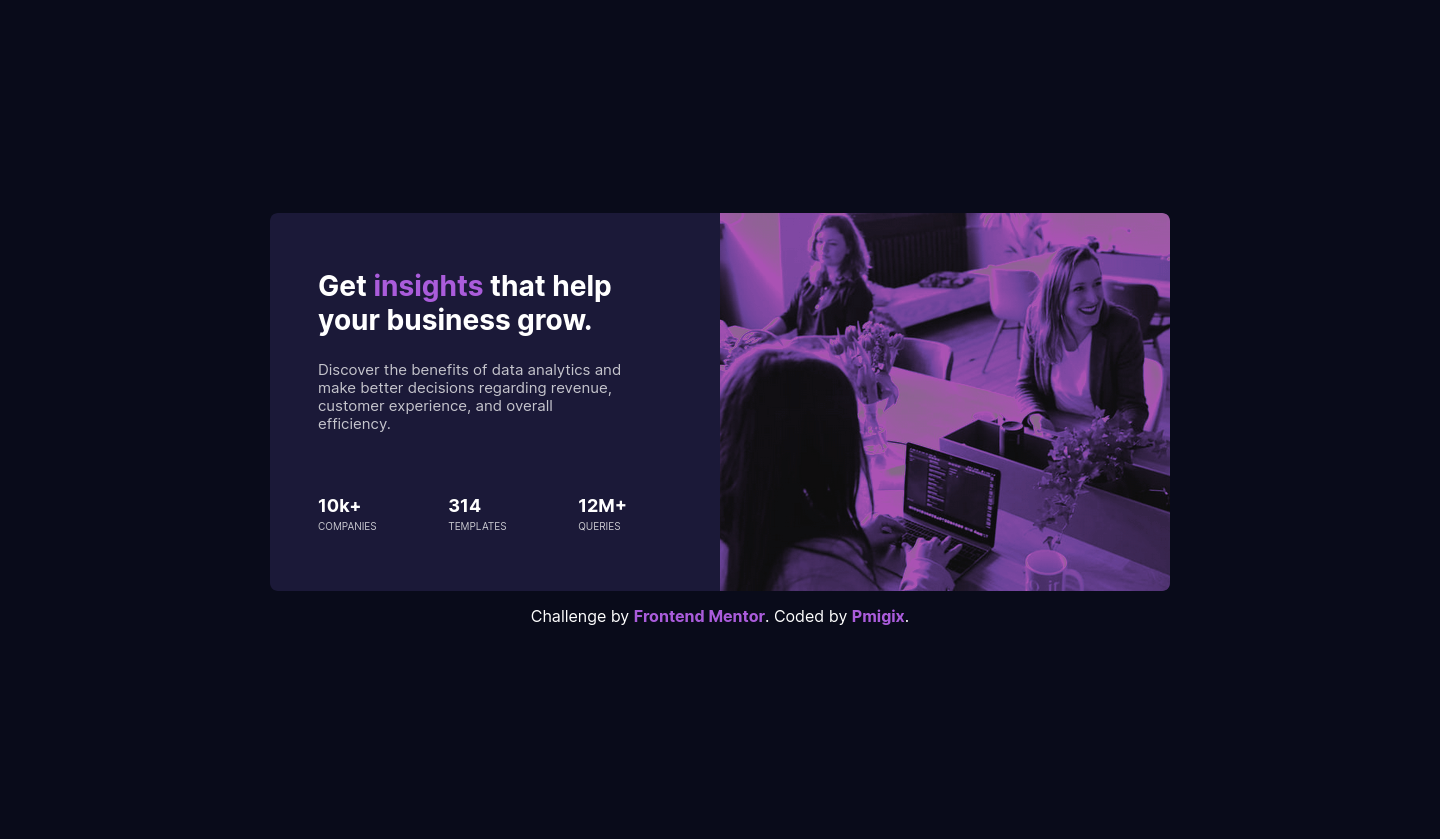 Get insights that help
your business grow.
Discover the benefits of data analytics and
make better decisions regarding revenue,
customer experience, and overall
efficiency.
10k+ 314 12M+
COMPANIES TEMPLATES QUERIES
Challenge by Frontend Mentor. Coded by Pmigix.